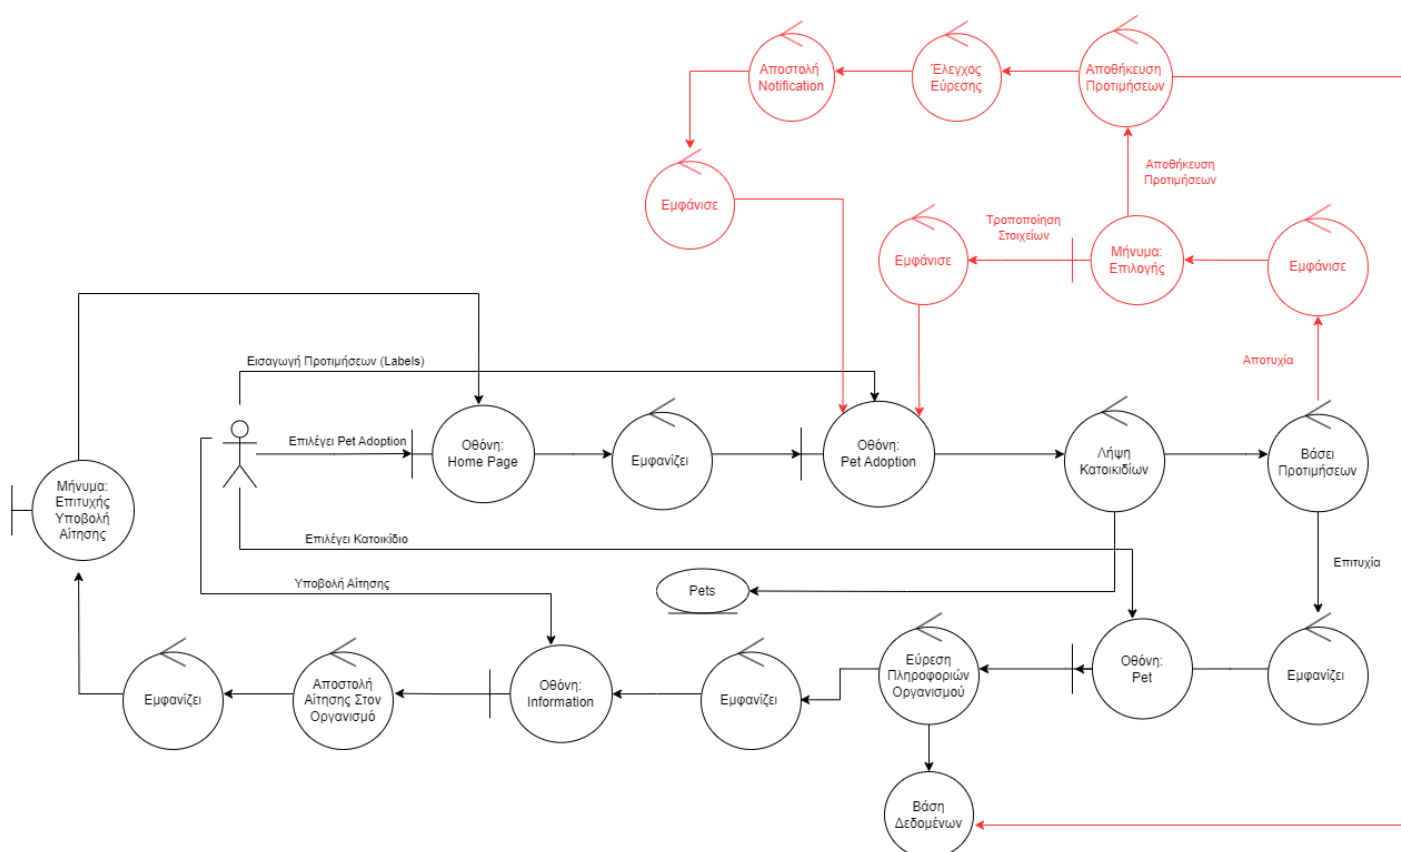 Αποστολή
Notification
Έλεγχος
Εύρεσης
Αποθήκευση
Προτιμήσεων
Αποθήκευση
Προτιμήσεων
Εμφάνισε
Τροποποίηση
Στοιχείων
Εμφάνισε
Μήνυμα:
Επιλογής
Εμφάνισε
Αποτυχία
Εισαγωγή Προτιμήσεων (Labels)
Επιλέγει Pet Adoption
Οθόνη:
Home Page
Εμφανίζει
Οθόνη:
Pet Adoption
Λήψη
Κατοικιδίων
Βάσει
Προτιμήσεων
Μήνυμα:
Επιτυχής
Υποβολή
Αίτησης
Επιλέγει Κατοικίδιο
Επιτυχία
Υποβολή Αίτησης
Pets
Εμφανίζει
Αποστολή
Αίτησης Στον
Οργανισμό
Οθόνη:
Information
Εμφανίζει
Εύρεση
Πληροφοριών
Οργανισμού
Οθόνη:
Pet
Εμφανίζει
Βάση
Δεδομένων